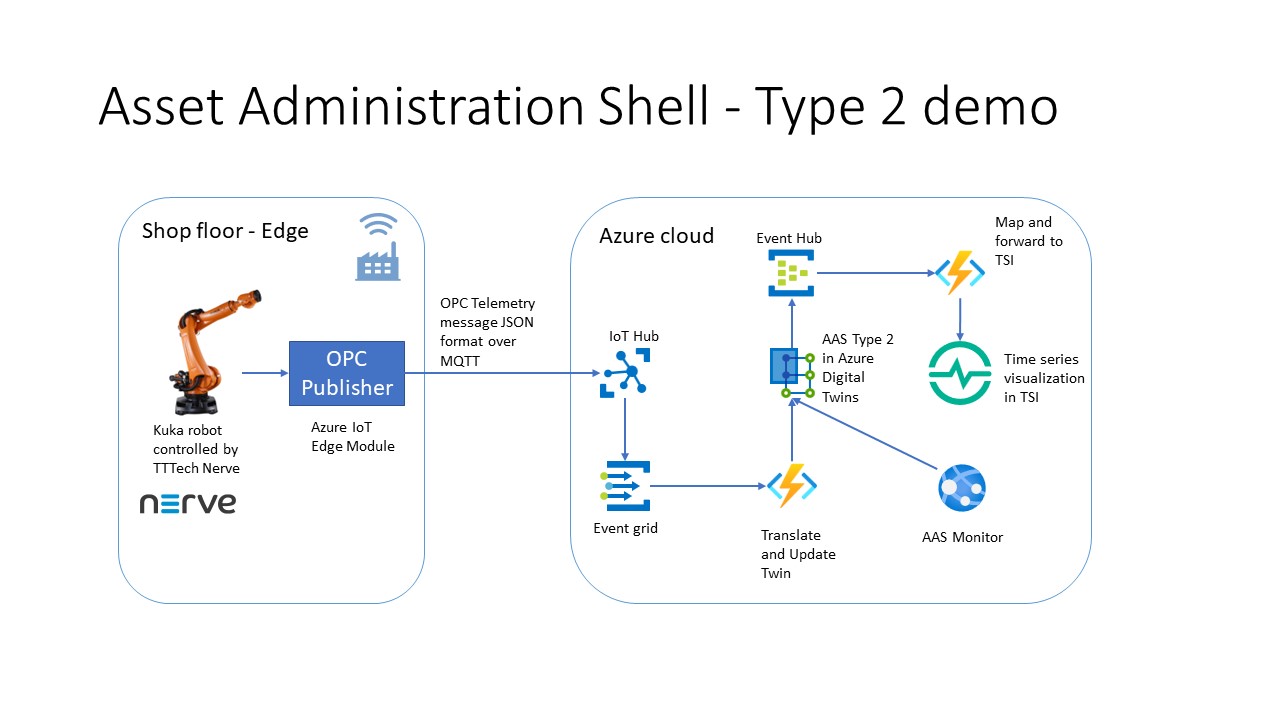 Asset Administration Shell - Type 2 demo
Shop floor - Edge
Kuka robot
controlled by
TTTech Nerve
nerve
OPC
Publisher
Azure IoT
Edge Module
OPC Telemetry
message JSON
format over
MQTT
Azure cloud
IoT Hub
Event grid
Translate
and Update
Twin
AAS Type 2
in Azure
Digital
Twins
Event Hub
Map and
forward to
TSI
Time series
visualization
in TSI
AAS Monitor